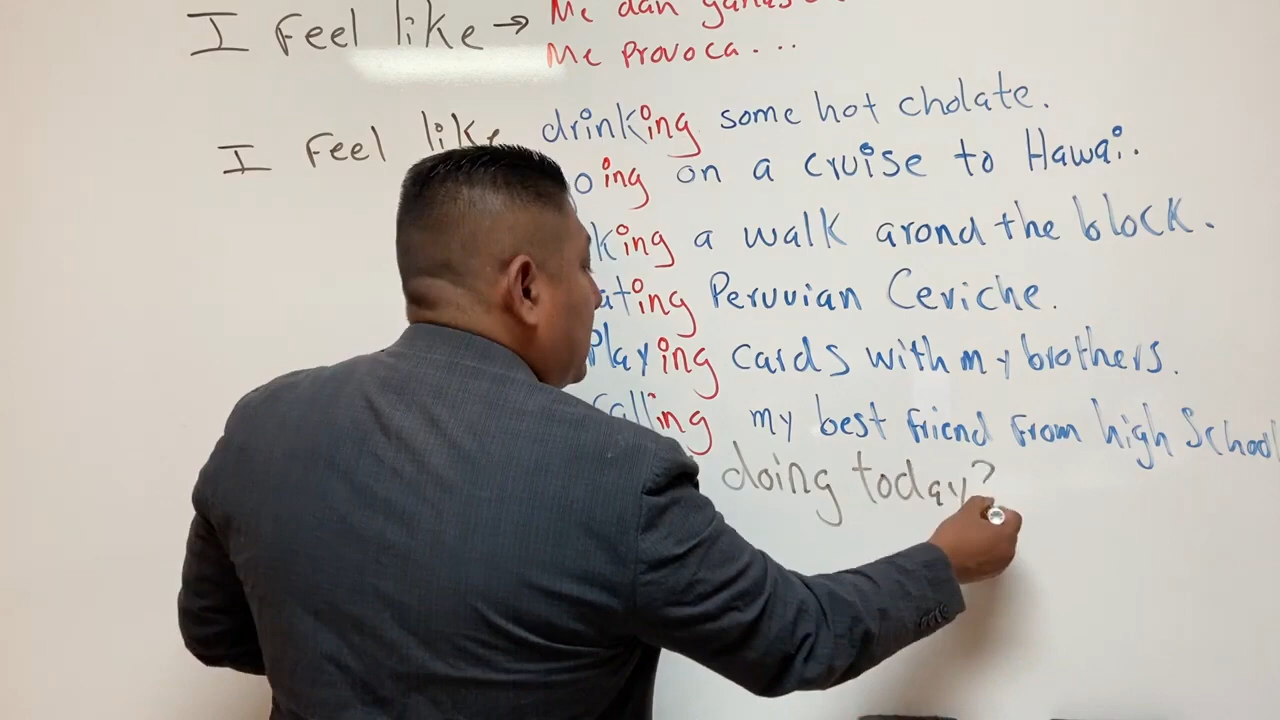 I feel like → Me dan ganas
Me provoca...
I feel like drinking some hot cholate.
oing on a cruise to Hawai.
king a walk arond the block.
ating Peruvian Ceviche.
Playing cards with my brothers.
Calling my best friend from high School
doing today?